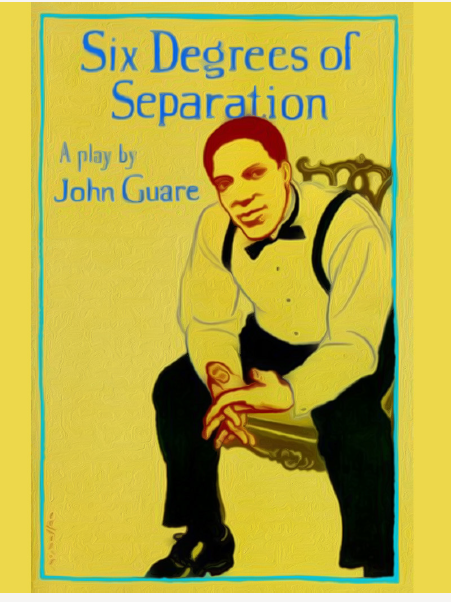 Six Degrees of
Separation
A play by
John Guare